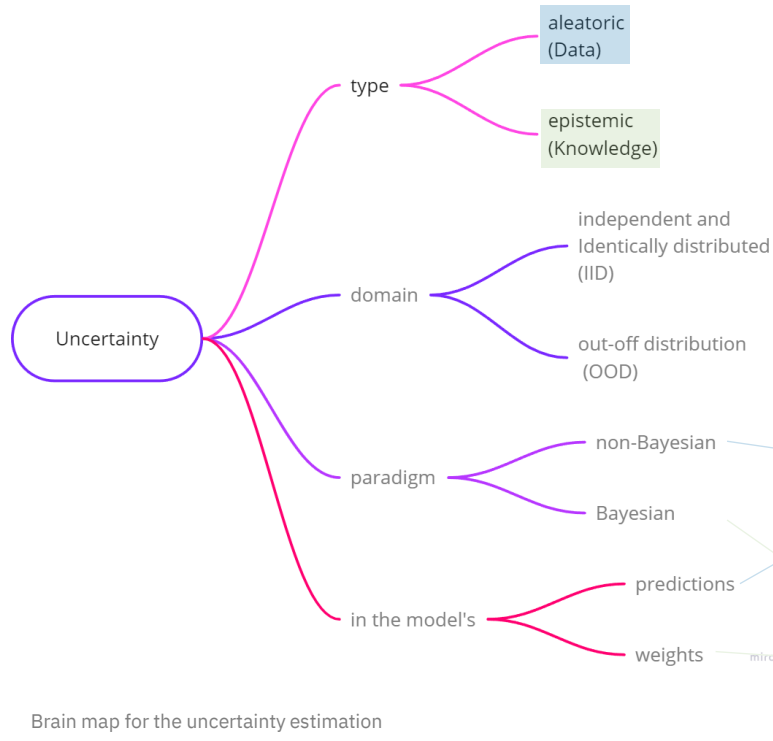 aleatoric
(Data)
type
epistemic
(Knowledge)
independent and
Identically distributed
(IID)
domain
Uncertainty
out-off distribution
(OOD)
non-Bayesian
paradigm
Bayesian
predictions
in the model's
weights
Brain map for the uncertainty estimation